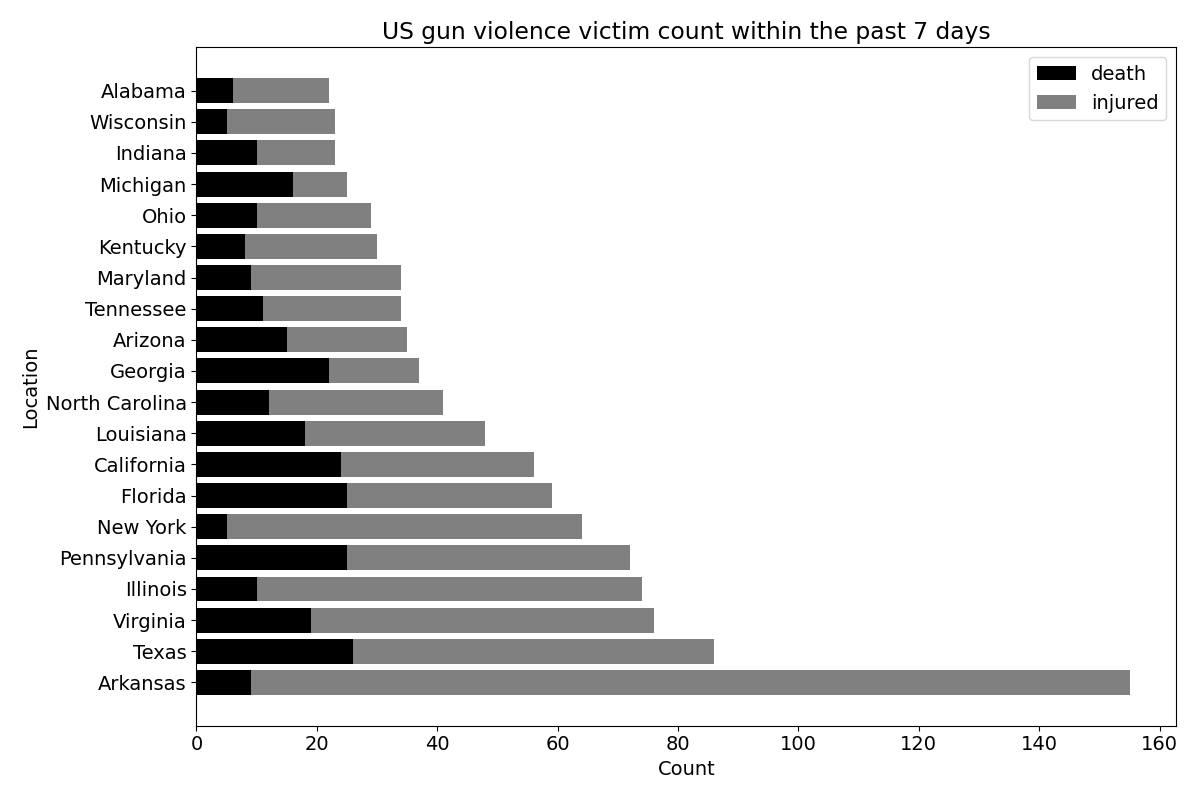 US gun violence victim count within the past 7 days
death
injured
Location
Alabama
Wisconsin
Indiana
Michigan
Ohio
Kentucky
Maryland
Tennessee
Arizona
Georgia
North Carolina
Louisiana
California
Florida
New York
Pennsylvania
Illinois
Virginia
Texas
Arkansas
0 20 40 60 80 100 120 140 160
Count